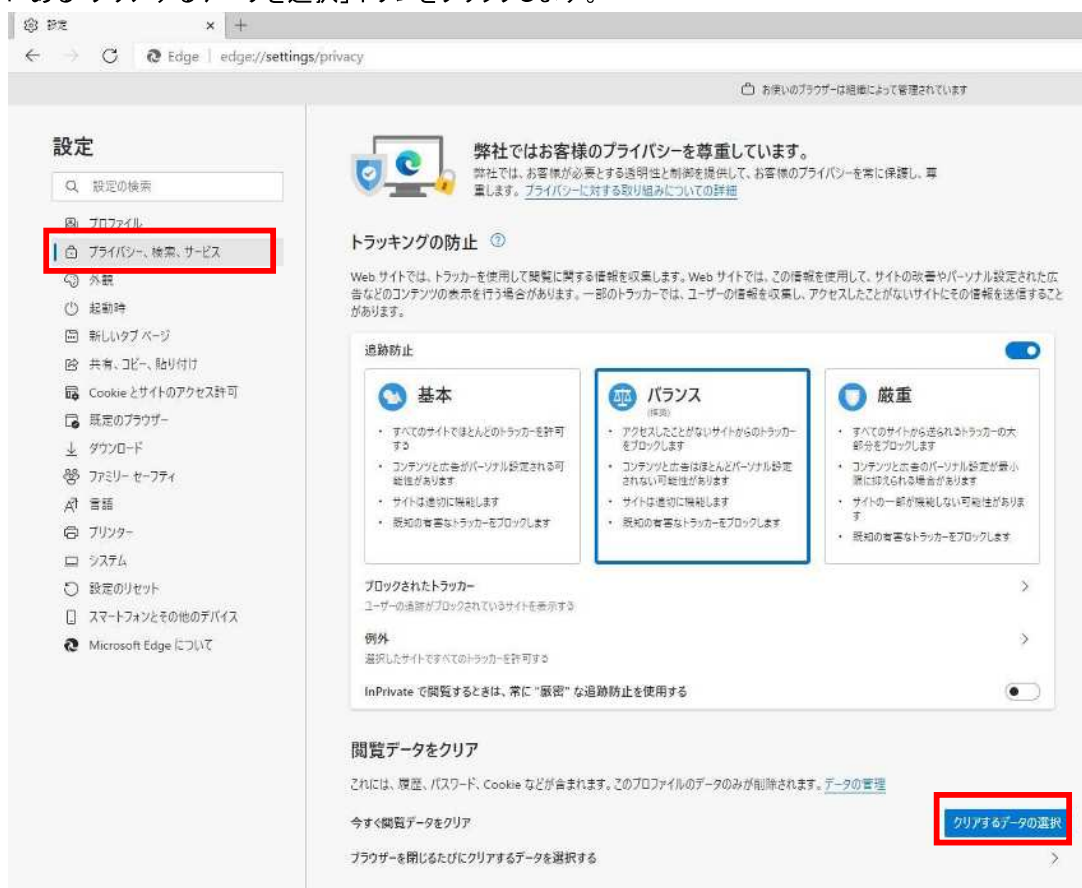 あるクリアするデータを選択」ボタンをクリックします。
設定
Edge edge://settings/privacy
お使いのブラウザーは組織によって管理されています
設定
設定の検索
プロファイル
プライバシー、検索、サービス
外観
起動時
新しいタブ ページ
共有、コピー、貼り付け
Cookie とサイトのアクセス許可
既定のブラウザー
ダウンロード
ファミリー セーフティ
言語
プリンター
システム
設定のリセット
スマートフォンとその他のデバイス
Microsoft Edge について
弊社ではお客様のプライバシーを尊重しています。
弊社では、お客様が必要とする透明性と制御を提供して、お客様のプライバシーを常に保護し、尊
重します。プライバシーに対する取り組みについての詳細
トラッキングの防止
Web サイトでは、トラッカーを使用して閲覧に関する情報を収集します。Web サイトでは、この情報を使用して、サイトの改善やパーソナル設定された広
告などのコンテンツの表示を行う場合があります。一部のトラッカーでは、ユーザーの情報を収集し、アクセスしたことがないサイトにその情報を送信すること
があります。
追跡防止
基本
・ すべてのサイトでほとんどのトラッカーを許可
する
・ コンテンツと広告がパーソナル設定される可
能性があります
・ サイトは適切に機能します
・ 既知の有害なトラッカーをブロックします
バランス
(推奨)
・ アクセスしたことがないサイトからのトラッカー
をブロックします
・ コンテンツと広告はほとんどパーソナル設定
されない可能性があります
・ サイトは適切に機能します
・ 既知の有害なトラッカーをブロックします
厳重
・ すべてのサイトから送られるトラッカーの大
部分をブロックします
・ コンテンツと広告のパーソナル設定が最小
限に抑えられる場合があります
・ サイトの一部が機能しない可能性がありま
す
・ 既知の有害なトラッカーをブロックします
ブロックされたトラッカー
ユーザーの追跡がブロックされているサイトを表示する
例外
選択したサイトですべてのトラッカーを許可する
InPrivate で閲覧するときは、常に "厳密" な追跡防止を使用する
閲覧データをクリア
これには、履歴、パスワード、Cookie などが含まれます。このプロファイルのデータのみが削除されます。データの管理
今すぐ閲覧データをクリア
クリアするデータの選択
ブラウザーを閉じるたびにクリアするデータを選択する